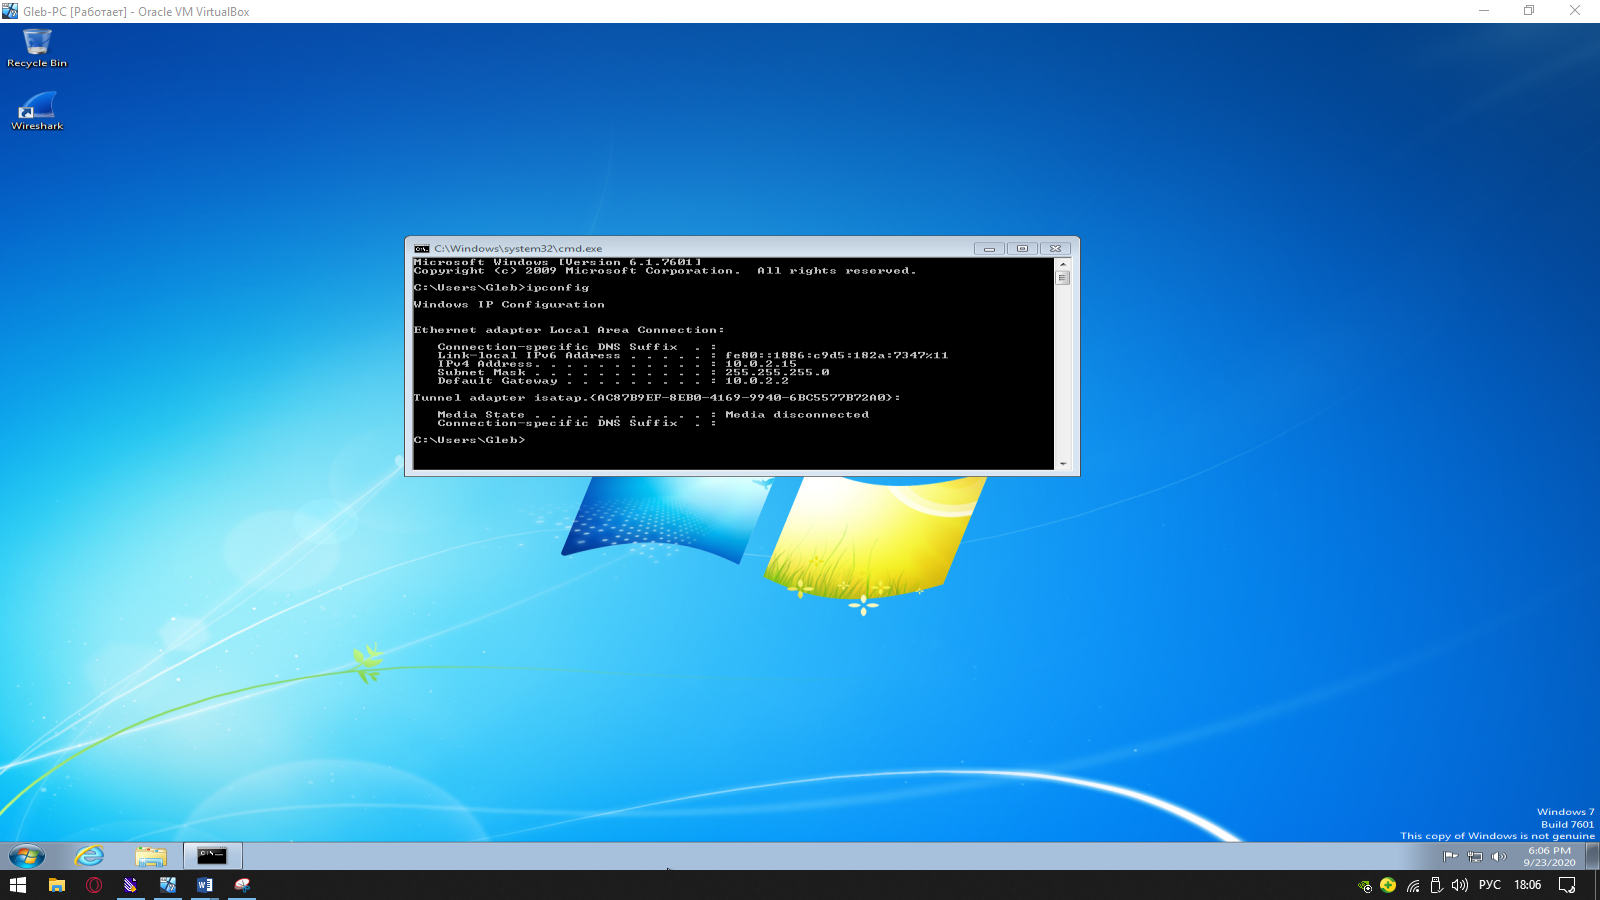 Gleb-PC [Работает] - Oracle VM VirtualBox
Recycle Bin
Wireshark
C:\Windows\system32\cmd.exe
Microsoft Windows [Version 6.1.7601]
Copyright (c) 2009 Microsoft Corporation.  All rights reserved.
C:\Users\Gleb>ipconfig
Windows IP Configuration
Ethernet adapter Local Area Connection:
Connection-specific DNS Suffix  . :
Link-local IPv6 Address . . . . . : fe80::1886:c9d5:182a:7347%11
IPv4 Address. . . . . . . . . . . : 10.0.2.15
Subnet Mask . . . . . . . . . . . : 255.255.255.0
Default Gateway . . . . . . . . . : 10.0.2.2
Tunnel adapter isatap.{AC87B9EF-8EB0-4169-9940-6BC5577B72A0}:
Media State . . . . . . . . . . . : Media disconnected
Connection-specific DNS Suffix  . :
C:\Users\Gleb>
Windows 7
Build 7601
This copy of Windows is not genuine
6:06 PM
9/23/2020
РУС
18:06